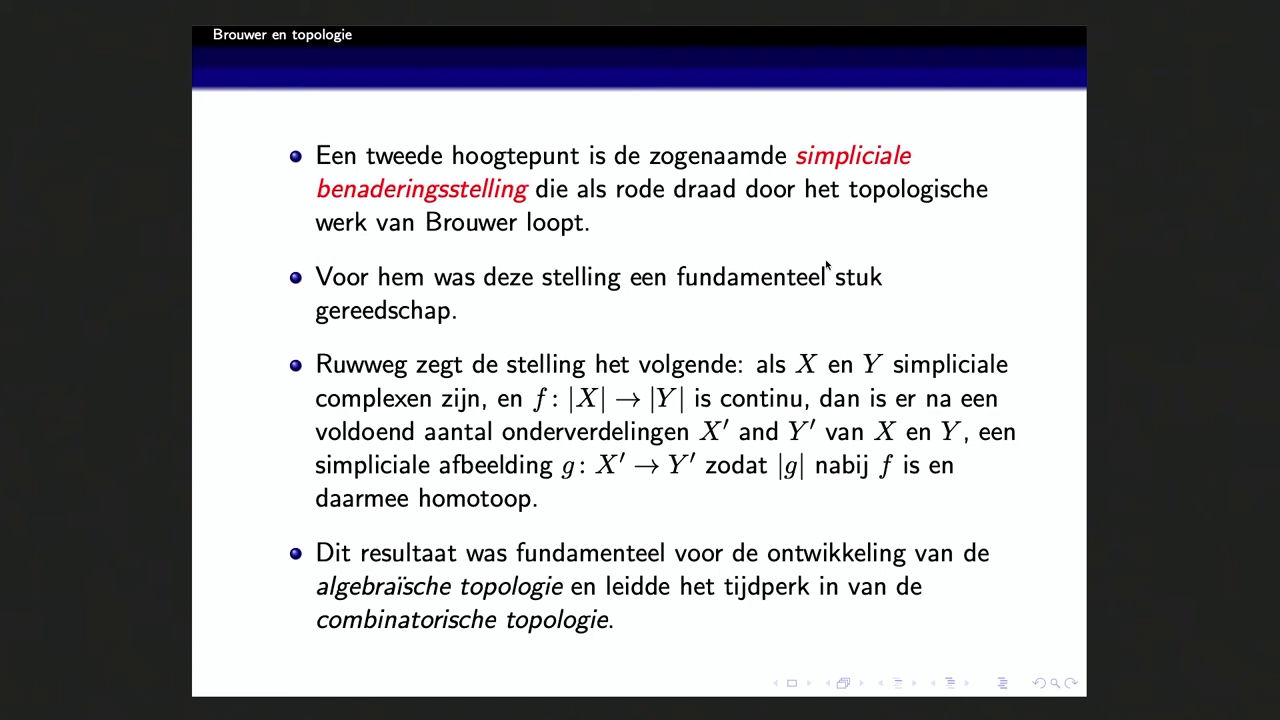 Brouwer en topologie
Een tweede hoogtepunt is de zogenaamde simpliciale
benaderingsstelling die als rode draad door het topologische
werk van Brouwer loopt.
Voor hem was deze stelling een fundamenteel stuk
gereedschap.
Ruwweg zegt de stelling het volgende: als X en Y simpliciale
complexen zijn, en f : |X| → |Y| is continu, dan is er na een
voldoend aantal onderverdelingen X′ and Y′ van X en Y, een
simpliciale afbeelding g : X′ → Y′ zodat |g| nabij f is en
daarmee homotoop.
Dit resultaat was fundamenteel voor de ontwikkeling van de
algebraïsche topologie en leidde het tijdperk in van de
combinatorische topologie.